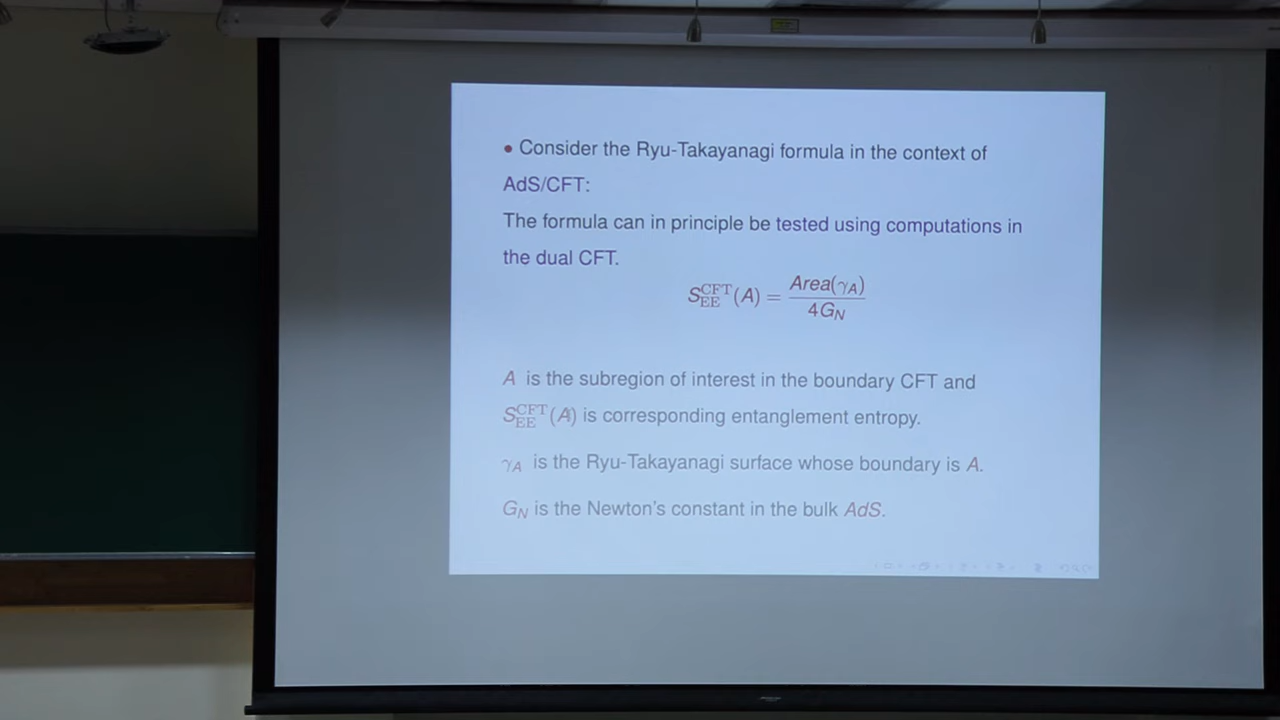 • Consider the Ryu-Takayanagi formula in the context of
AdS/CFT:
The formula can in principle be tested using computations in
the dual CFT.
S_EE^CFT(A) = Area(γ_A) / 4G_N
A is the subregion of interest in the boundary CFT and
S_EE^CFT(A) is corresponding entanglement entropy.
γ_A is the Ryu-Takayanagi surface whose boundary is A.
G_N is the Newton's constant in the bulk AdS.